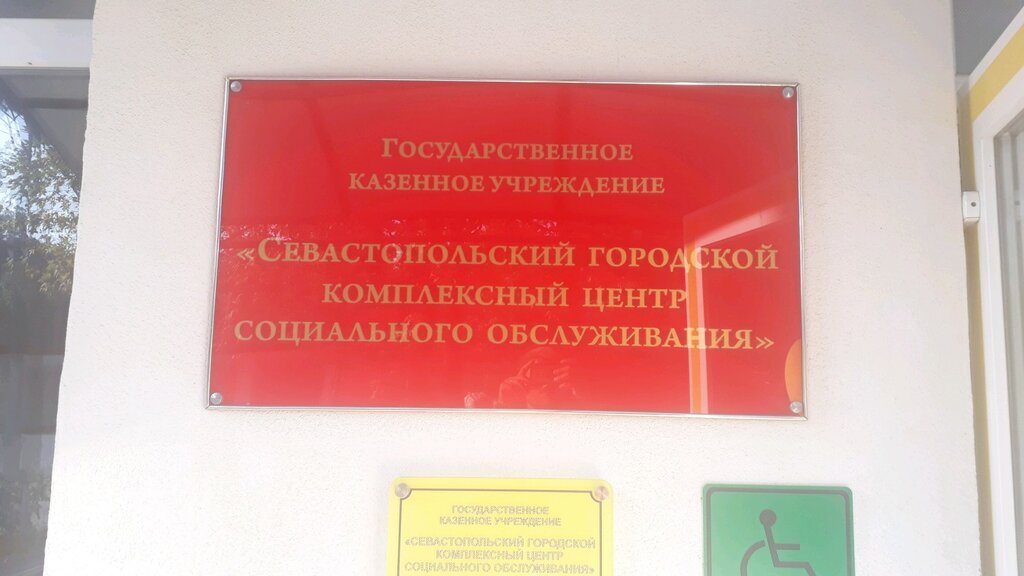 Государственное
казенное учреждение
«Севастопольский городской
комплексный центр
социального обслуживания»
ГОСУДАРСТВЕННОЕ
КАЗЕННОЕ УЧРЕЖДЕНИЕ
«СЕВАСТОПОЛЬСКИЙ ГОРОДСКОЙ
КОМПЛЕКСНЫЙ ЦЕНТР
СОЦИАЛЬНОГО ОБСЛУЖИВАНИЯ»